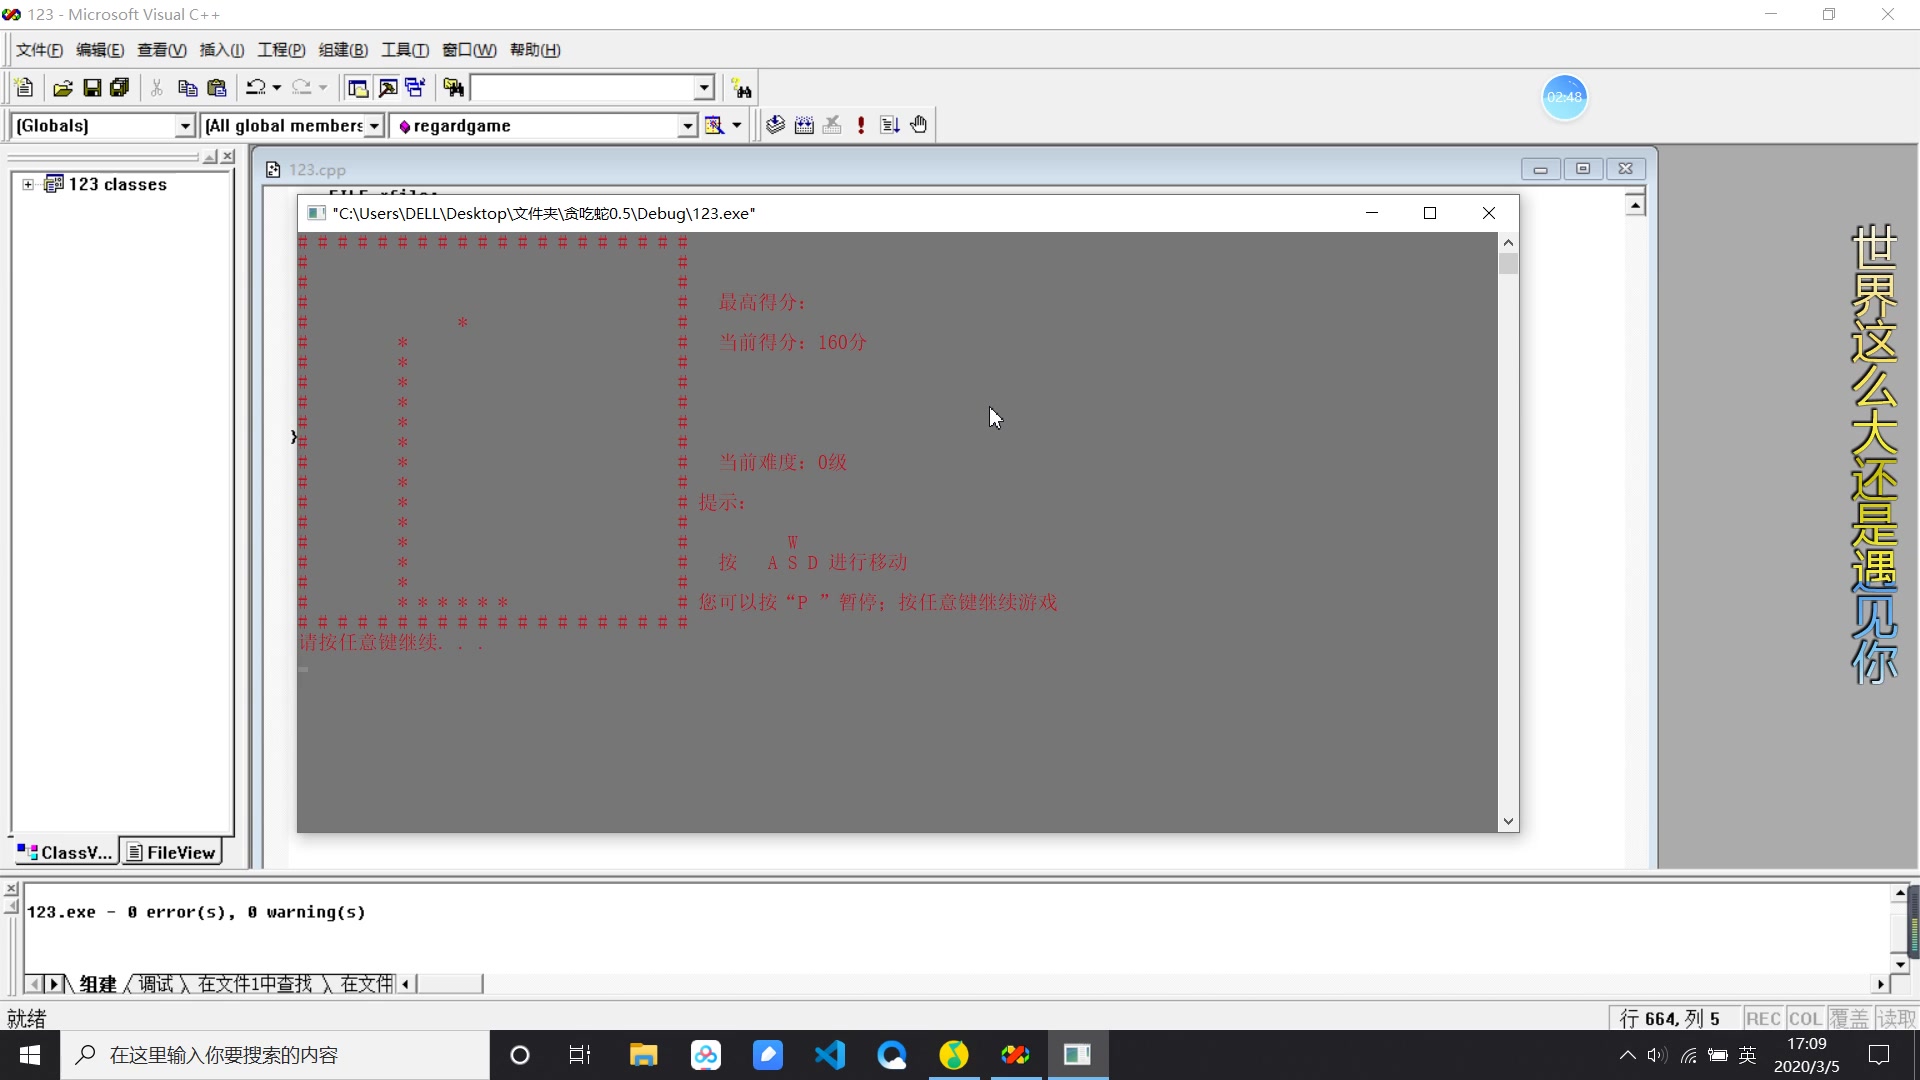 123 - Microsoft Visual C++
文件(F) 编辑(E) 查看(V) 插入(I) 工程(P) 组建(B) 工具(T) 窗口(W) 帮助(H)
02:48
(Globals) (All global members regardgame
123.cpp
123 classes
"C:\Users\DELL\Desktop\文件夹\贪吃蛇0.5\Debug\123.exe"
# # # # # # # # # # # # # # # # # # # #
# #
# #
# # 最高得分:
# * #
# * # 当前得分: 160分
# * #
# * #
# * #
# * #
}# * #
# * # 当前难度: 0级
# * #
# * # 提示:
# * #
# * # W
# * # 按 A S D 进行移动
# * #
# * * * * * * # 您可以按“P ”暂停; 按任意键继续游戏
# # # # # # # # # # # # # # # # # # # #
请按任意键继续. . .
世界这么大还是遇见你
ClassV... FileView
123.exe - 0 error(s), 0 warning(s)
组建 调试 在文件1中查找 在文件
就绪 行 664, 列 5 REC COL 覆盖 读取
在这里输入你要搜索的内容
英
17:09
2020/3/5